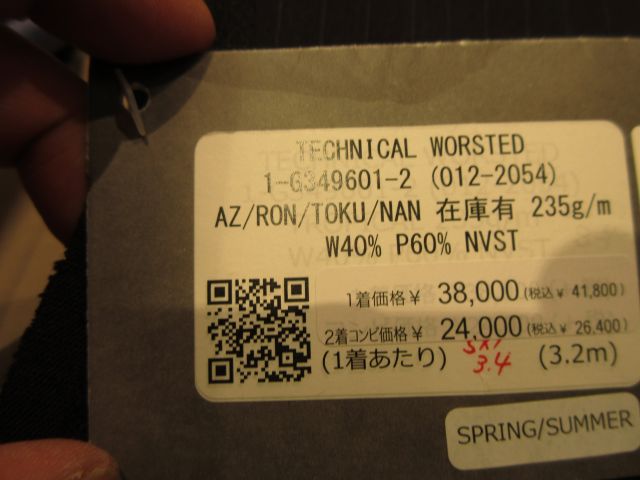 TECHNICAL WORSTED
1-G349601-2 (012-2054)
AZ/RON/TOKU/NAN 在庫有 235g/m
W40% P60% NVST
1着価格¥ 38,000(税込¥ 41,800)
2着コンビ価格¥ 24,000(税込¥ 26,400)
(1着あたり) 3.4 (3.2m)
SPRING/SUMMER